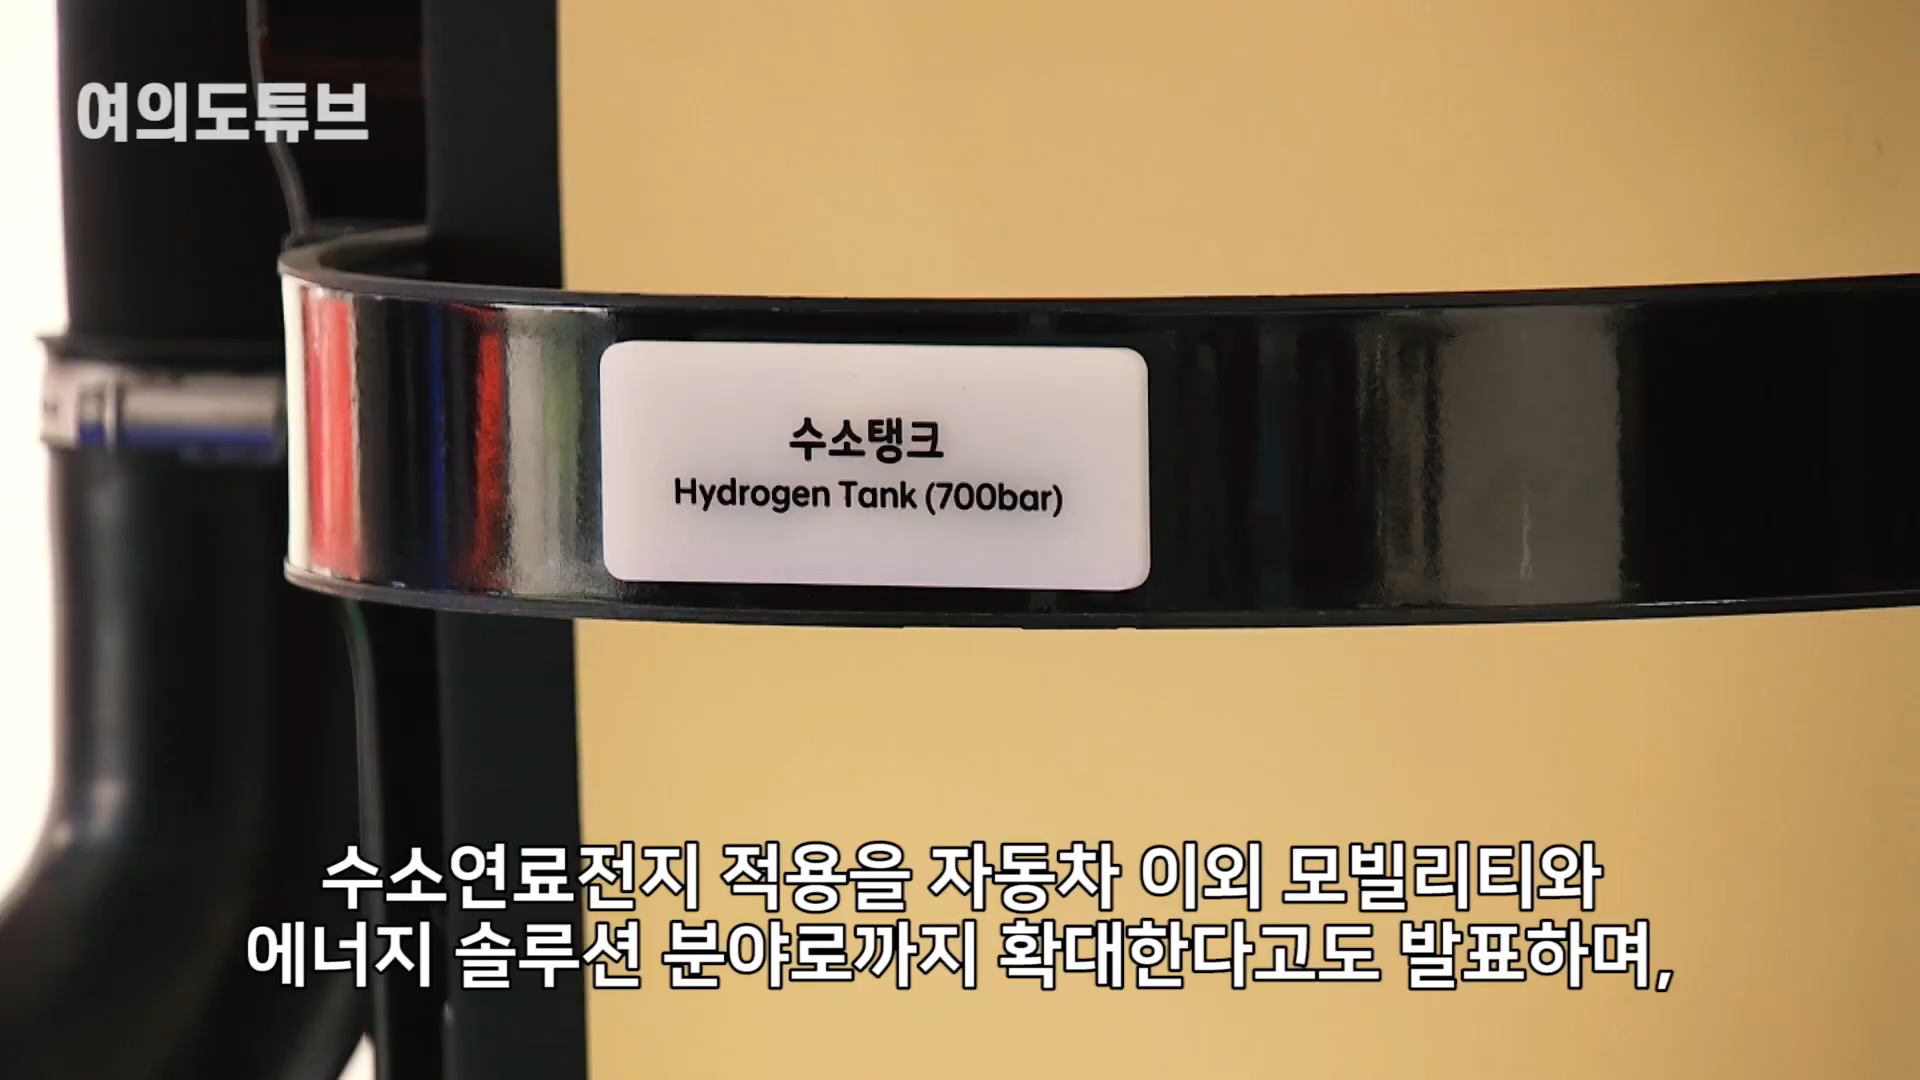 여의도튜브
수소탱크
Hydrogen Tank (700bar)
수소연료전지 적용을 자동차 이외 모빌리티와
에너지 솔루션 분야로까지 확대한다고도 발표하며,